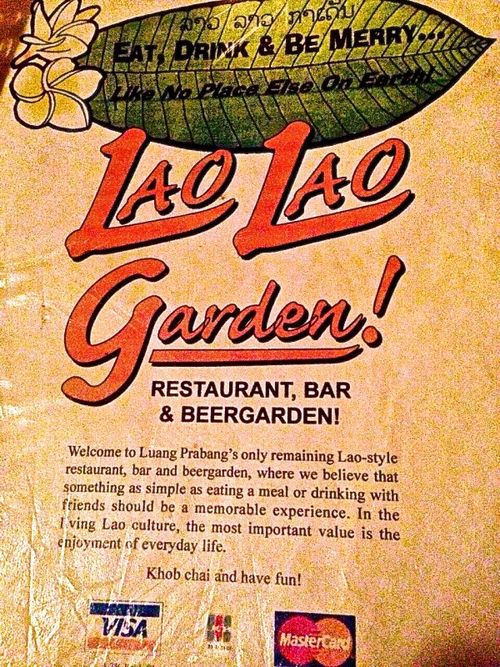 ລາວ ລາວ ກາເດັນ
EAT, DRINK & BE MERRY...
Like No Place Else On Earth!
LAO LAO
Garden!
RESTAURANT, BAR
& BEERGARDEN!
Welcome to Luang Prabang's only remaining Lao-style
restaurant, bar and beergarden, where we believe that
something as simple as eating a meal or drinking with
friends should be a memorable experience. In the
living Lao culture, the most important value is the
enjoyment of everyday life.
Khob chai and have fun!
VISA
JCB
MasterCard